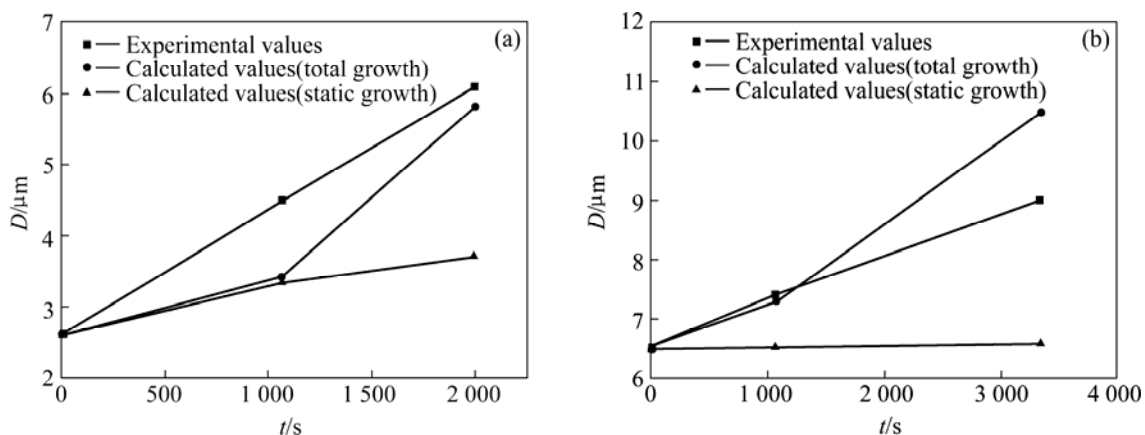 7
6
5
4
3
2
D/μm
(a)
Experimental values
Calculated values(total growth)
Calculated values(static growth)
0 500 1 000 1 500 2 000
t/s
12
11
10
9
8
7
6
D/μm
(b)
Experimental values
Calculated values(total growth)
Calculated values(static growth)
0 1 000 2 000 3 000 4 000
t/s